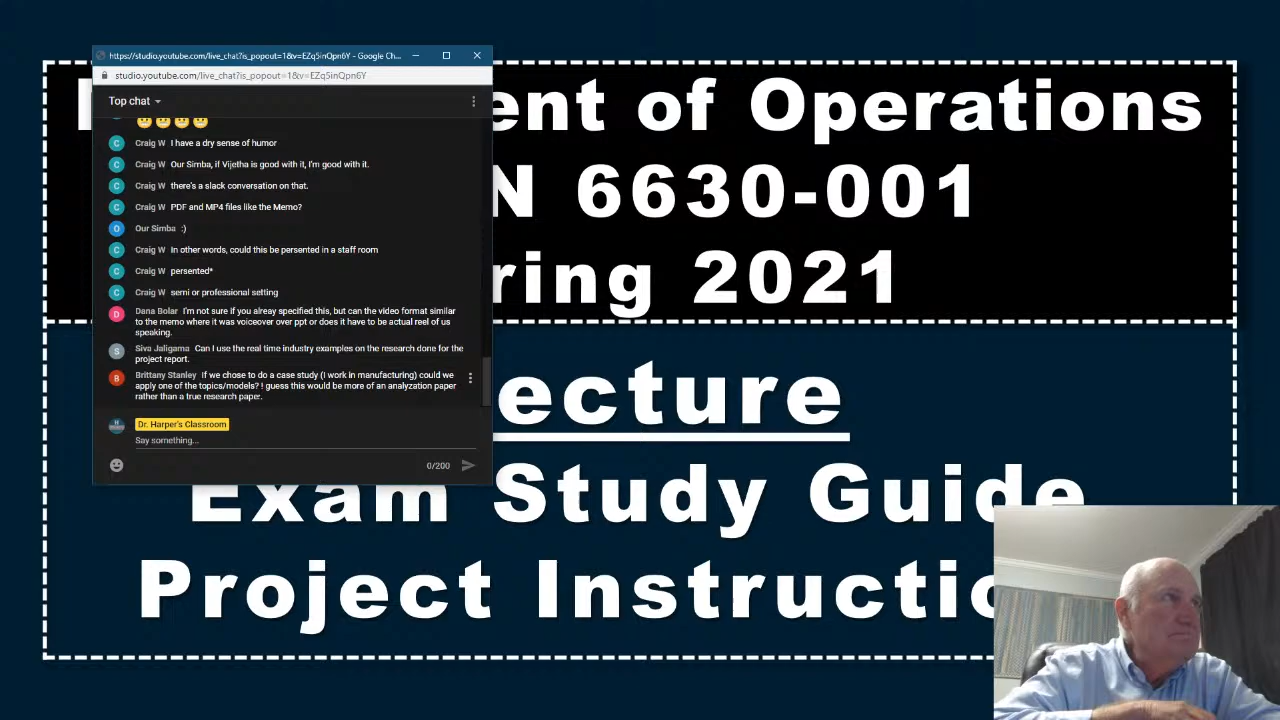 https://studio.youtube.com/live_chat?is_popout=1&v=EZq5inQpn6Y - Google Ch...
studio.youtube.com/live_chat?is_popout=1&v=EZq5inQpn6Y
Top chat
Craig W I have a dry sense of humor
Craig W Our Simba, if Vijetha is good with it, I'm good with it.
Craig W there's a slack conversation on that.
Craig W PDF and MP4 files like the Memo?
Our Simba :)
Craig W In other words, could this be persented in a staff room
Craig W persented*
Craig W semi or professional setting
Dana Bolar I'm not sure if you alreay specified this, but can the video format similar
to the memo where it was voiceover over ppt or does it have to be actual reel of us
speaking.
Siva Jaligama Can I use the real time industry examples on the research done for the
project report.
Brittany Stanley If we chose to do a case study (I work in manufacturing) could we
apply one of the topics/models? I guess this would be more of an analyzation paper
rather than a true research paper.
Dr. Harper's Classroom
Say something...
0/200
ent of Operations
N 6630-001
ring 2021
ecture
Exam Study Guide
Project Instructio